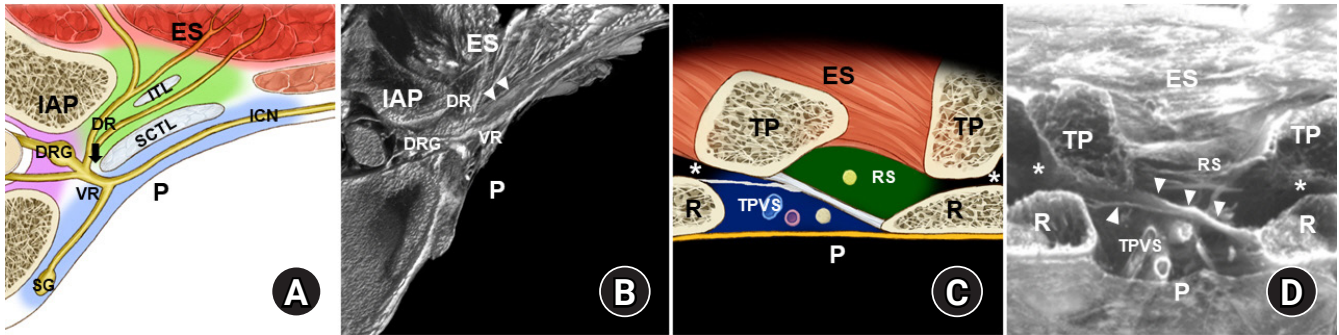 ES
ITL
IAP
DR
SCTL
ICN
DRG
VR
P
SG
A
ES
IAP
DR
DRG
VR
P
B
ES
TP
TP
RS
*
*
R
TPVS
R
P
C
ES
TP
TP
RS
*
*
R
R
TPVS
P
D